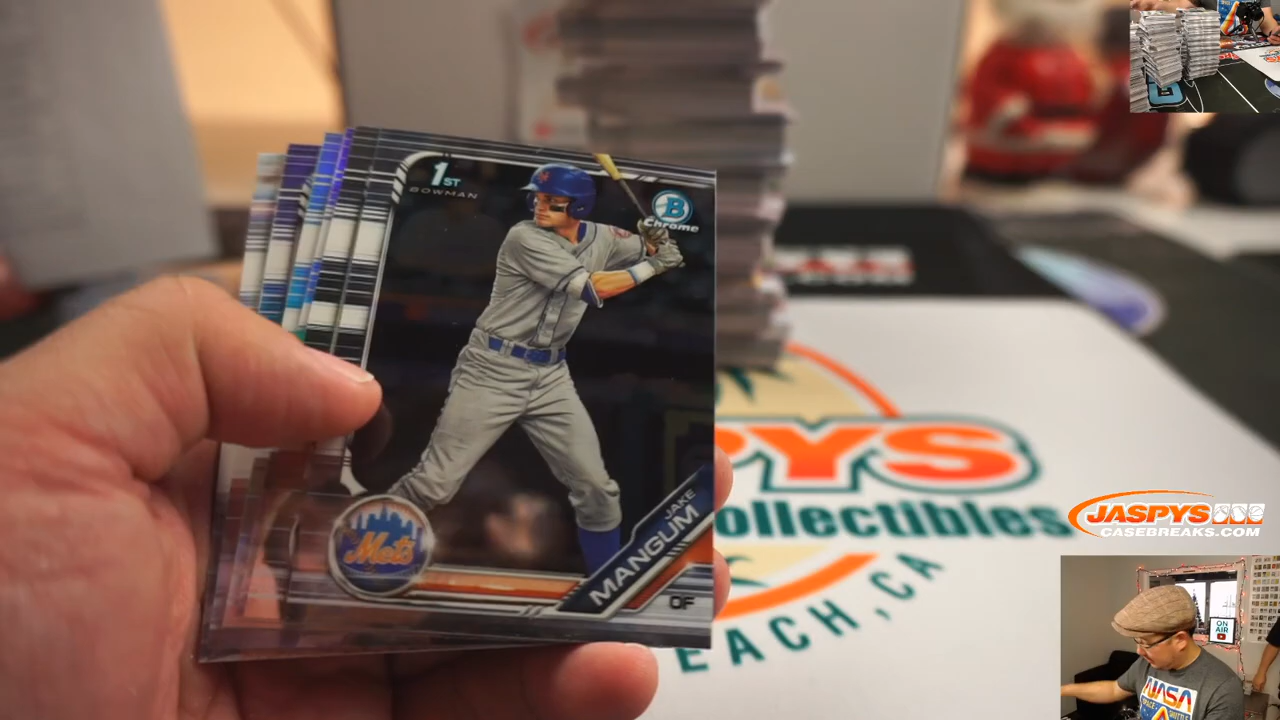 1ST
BOWMAN
B
Chrome
JAKE
MANGUM
OF
Mets
PYS
ollectibles
EACH, CA
JASPYS
CASEBREAKS.COM
ON
AIR
NASA